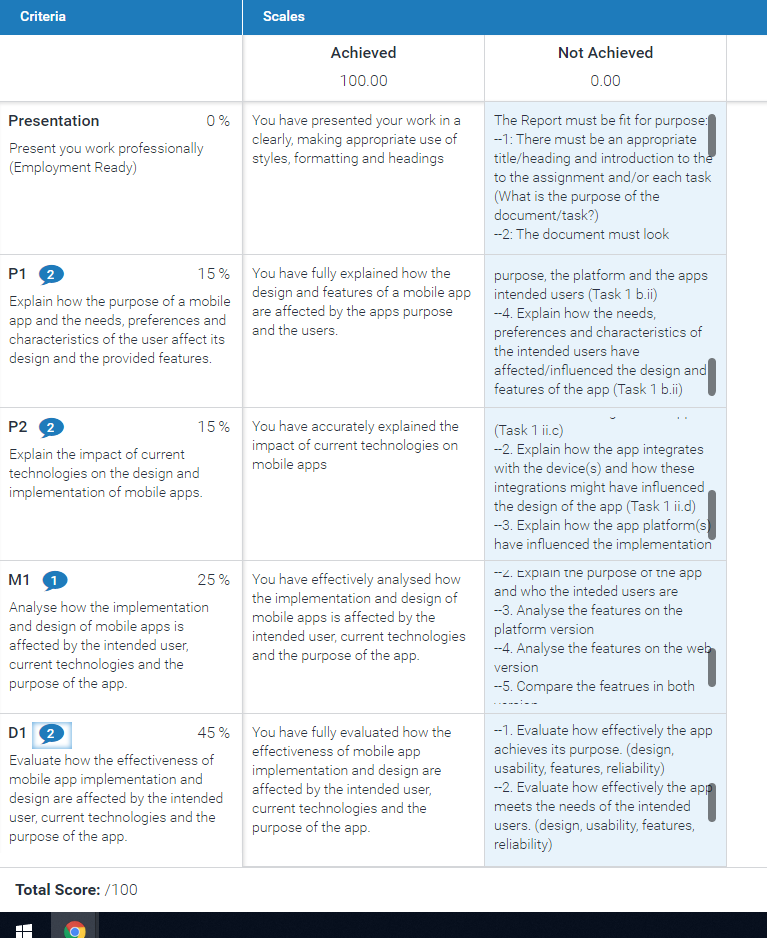 Criteria
Scales
Achieved
100.00
Not Achieved
0.00
Presentation
0 %
Present you work professionally
(Employment Ready)
You have presented your work in a
clearly, making appropriate use of
styles, formatting and headings
The Report must be fit for purpose:
--1: There must be an appropriate
title/heading and introduction to the
to the assignment and/or each task
(What is the purpose of the
document/task?)
--2: The document must look
P1 2
15 %
Explain how the purpose of a mobile
app and the needs, preferences and
characteristics of the user affect its
design and the provided features.
You have fully explained how the
design and features of a mobile app
are affected by the apps purpose
and the users.
purpose, the platform and the apps
intended users (Task 1 b.ii)
--4. Explain how the needs,
preferences and characteristics of
the intended users have
affected/influenced the design and
features of the app (Task 1 b.ii)
P2 2
15 %
Explain the impact of current
technologies on the design and
implementation of mobile apps.
You have accurately explained the
impact of current technologies on
mobile apps
(Task 1 ii.c)
--2. Explain how the app integrates
with the device(s) and how these
integrations might have influenced
the design of the app (Task 1 ii.d)
--3. Explain how the app platform(s)
have influenced the implementation
M1 1
25 %
Analyse how the implementation
and design of mobile apps is
affected by the intended user,
current technologies and the
purpose of the app.
You have effectively analysed how
the implementation and design of
mobile apps is affected by the
intended user, current technologies
and the purpose of the app.
--2. Explain the purpose of the app
and who the inteded users are
--3. Analyse the features on the
platform version
--4. Analyse the features on the web
version
--5. Compare the featrues in both
D1 2
45 %
Evaluate how the effectiveness of
mobile app implementation and
design are affected by the intended
user, current technologies and the
purpose of the app.
You have fully evaluated how the
effectiveness of mobile app
implementation and design are
affected by the intended user,
current technologies and the
purpose of the app.
--1. Evaluate how effectively the app
achieves its purpose. (design,
usability, features, reliability)
--2. Evaluate how effectively the app
meets the needs of the intended
users. (design, usability, features,
reliability)
Total Score: /100